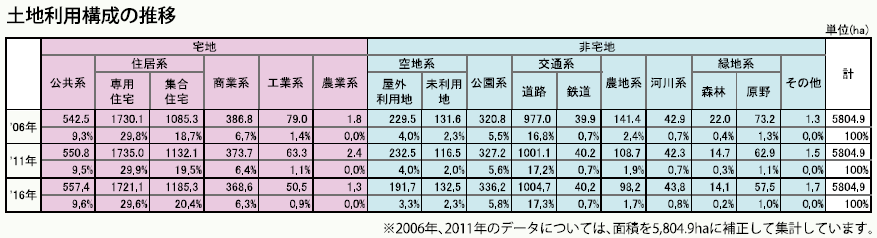 土地利用構成の推移
単位(ha)
宅地 非宅地
公共系 住居系 商業系 工業系 農業系 空地系 公園系 交通系 農地系 河川系 緑地系 その他 計
専用住宅 集合住宅 屋外利用地 未利用地 道路 鉄道 森林 原野
'06年 542.5 1730.1 1085.3 386.8 79.0 1.8 229.5 131.6 320.8 977.0 39.9 141.4 42.9 22.0 73.2 1.3 5804.9
9.3% 29.8% 18.7% 6.7% 1.4% 0.0% 4.0% 2.3% 5.5% 16.8% 0.7% 2.4% 0.7% 0.4% 1.3% 0.0% 100%
'11年 550.8 1735.0 1132.1 373.7 63.3 2.4 232.5 116.5 327.2 1001.1 40.2 108.7 42.3 14.7 62.9 1.5 5804.9
9.5% 29.9% 19.5% 6.4% 1.1% 0.0% 4.0% 2.0% 5.6% 17.2% 0.7% 1.9% 0.7% 0.3% 1.1% 0.0% 100%
'16年 557,4 1721,1 1185,3 368,6 50,5 1,3 191,7 132,5 336,2 1004,7 40,2 98,2 43,8 14,1 57,5 1,7 5804,9
9,6% 29,6% 20,4% 6,3% 0,9% 0,0% 3,3% 2,3% 5,8% 17,3% 0,7% 1,7% 0,8% 0,2% 1,0% 0,0% 100%
※2006年、2011年のデータについては、面積を5,804.9haに補正して集計しています。